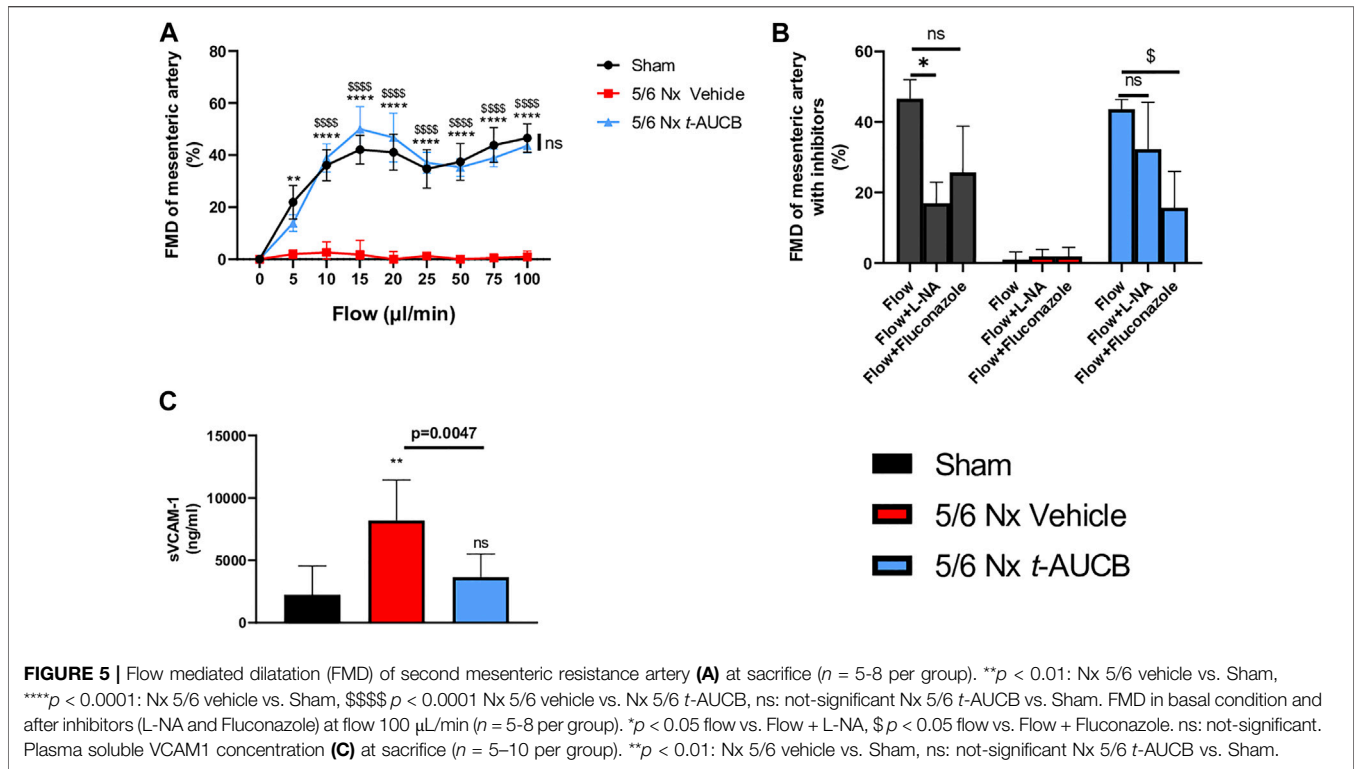 A
FMD of mesenteric artery
(%)
80
60
40
20
0
**
$$$$
****
$$$$
****
$$$$
****
$$$$
****
$$$$
****
$$$$
****
$$$$
****
ns
0 5 10 15 20 25 50 75 100
Flow (µl/min)
Sham
5/6 Nx Vehicle
5/6 Nx t-AUCB
B
FMD of mesenteric artery
with inhibitors
(%)
60
40
20
0
ns
*
$
ns
Flow
Flow+L-NA
Flow+Fluconazole
Flow
Flow+L-NA
Flow+Fluconazole
Flow
Flow+L-NA
Flow+Fluconazole
C
sVCAM-1
(ng/ml)
15000
10000
5000
0
p=0.0047
**
ns
Sham
5/6 Nx Vehicle
5/6 Nx t-AUCB
FIGURE 5 | Flow mediated dilatation (FMD) of second mesenteric resistance artery (A) at sacrifice (n = 5-8 per group). **p < 0.01: Nx 5/6 vehicle vs. Sham,
****p < 0.0001: Nx 5/6 vehicle vs. Sham, $$$$ p < 0.0001 Nx 5/6 vehicle vs. Nx 5/6 t-AUCB, ns: not-significant Nx 5/6 t-AUCB vs. Sham. FMD in basal condition and
after inhibitors (L-NA and Fluconazole) at flow 100 μL/min (n = 5-8 per group). *p < 0.05 flow vs. Flow + L-NA, $ p < 0.05 flow vs. Flow + Fluconazole. ns: not-significant.
Plasma soluble VCAM1 concentration (C) at sacrifice (n = 5–10 per group). **p < 0.01: Nx 5/6 vehicle vs. Sham, ns: not-significant Nx 5/6 t-AUCB vs. Sham.